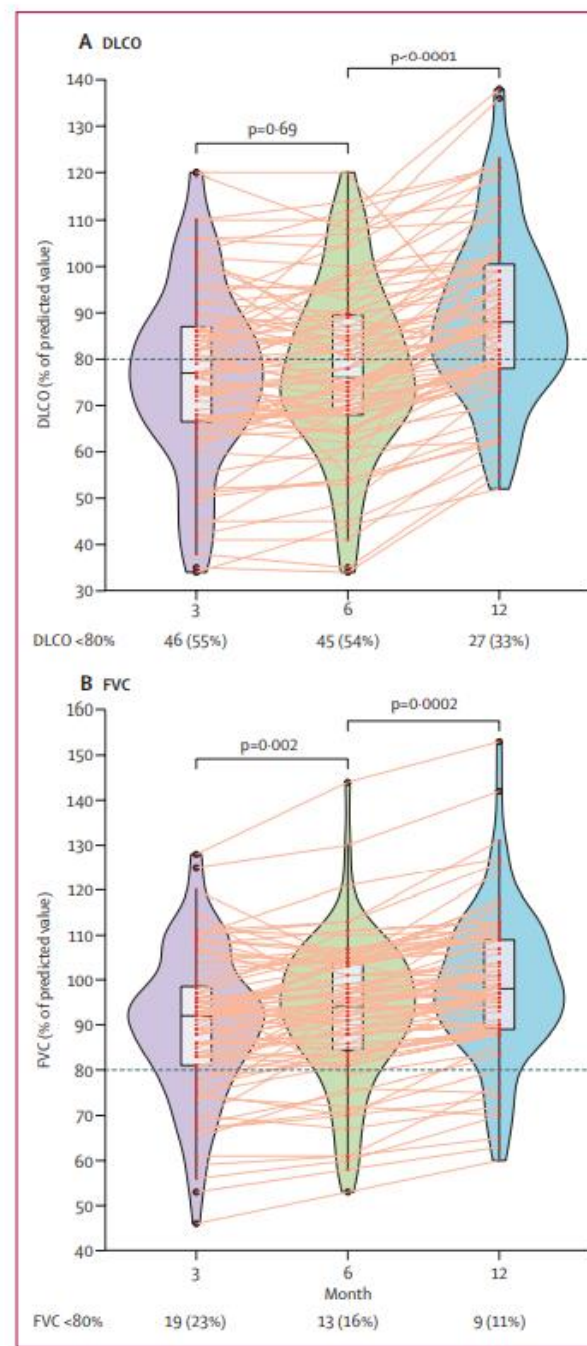 A DLCO
p<0·0001
p=0·69
140
130
120
110
100
90
80
70
60
50
40
30
DLCO (% of predicted value)
3 6 12
DLCO <80% 46 (55%) 45 (54%) 27 (33%)
B FVC
p=0·0002
p=0·002
160
150
140
130
120
110
100
90
80
70
60
50
40
FVC (% of predicted value)
3 6 12
Month
FVC <80% 19 (23%) 13 (16%) 9 (11%)